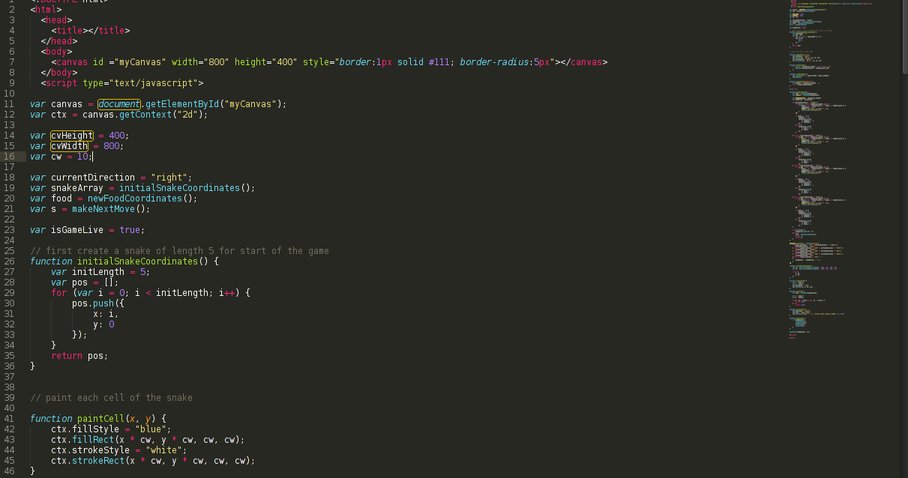 2 <html>
3 <head>
4 <title></title>
5 </head>
6 <body>
7 <canvas id ="myCanvas" width="800" height="400" style="border:1px solid #111; border-radius:5px"></canvas>
8 </body>
9 <script type="text/javascript">
10
11 var canvas = document.getElementById("myCanvas");
12 var ctx = canvas.getContext("2d");
13
14 var cvHeight = 400;
15 var cvWidth = 800;
16 var cw = 10;
17
18 var currentDirection = "right";
19 var snakeArray = initialSnakeCoordinates();
20 var food = newFoodCoordinates();
21 var s = makeNextMove();
22
23 var isGameLive = true;
24
25 // first create a snake of length 5 for start of the game
26 function initialSnakeCoordinates() {
27 var initLength = 5;
28 var pos = [];
29 for (var i = 0; i < initLength; i++) {
30 pos.push({
31 x: i,
32 y: 0
33 });
34 }
35 return pos;
36 }
37
38
39 // paint each cell of the snake
40
41 function paintCell(x, y) {
42 ctx.fillStyle = "blue";
43 ctx.fillRect(x * cw, y * cw, cw, cw);
44 ctx.strokeStyle = "white";
45 ctx.strokeRect(x * cw, y * cw, cw, cw);
46 }